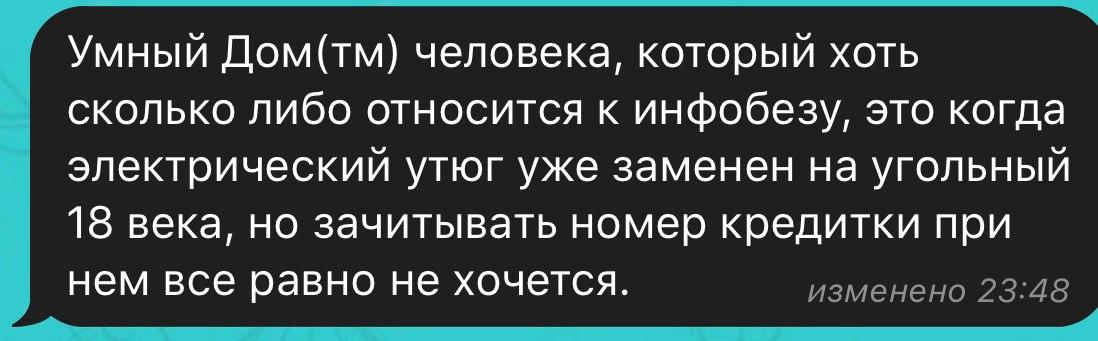 Умный Дом(тм) человека, который хоть
сколько либо относится к инфобезу, это когда
электрический утюг уже заменен на угольный
18 века, но зачитывать номер кредитки при
нем все равно не хочется.
изменено 23:48